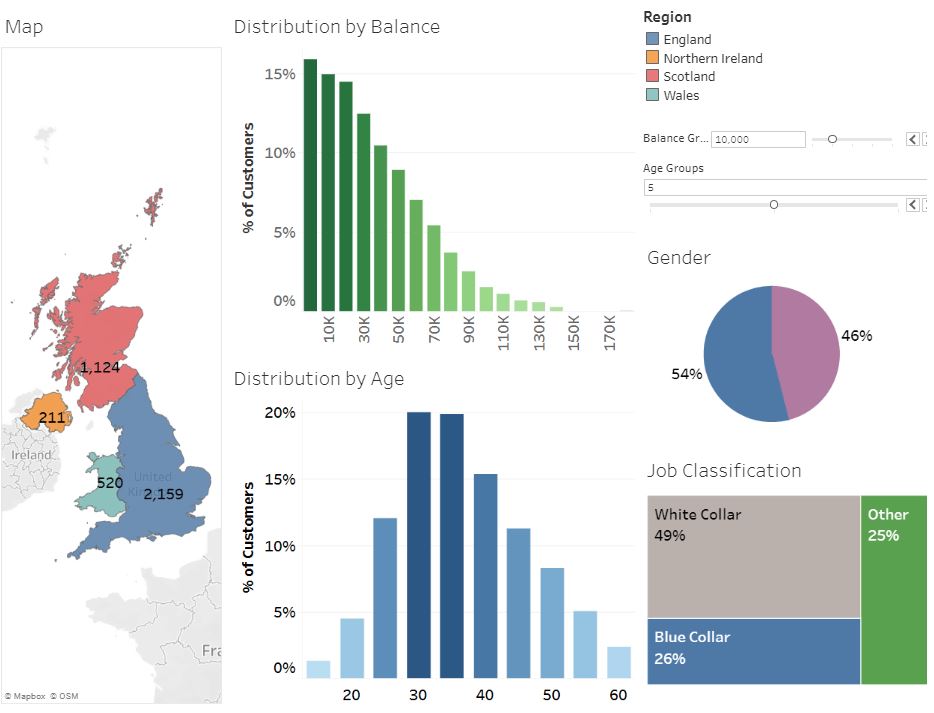 Map
1,124
211
Ireland
520
United
2,159
Fra
© Mapbox © OSM
Distribution by Balance
% of Customers
15%
10%
5%
0%
10K
30K
50K
70K
90K
110K
130K
150K
170K
Distribution by Age
% of Customers
20%
15%
10%
5%
0%
20
30
40
50
60
Region
England
Northern Ireland
Scotland
Wales
Balance Gr...
10,000
Age Groups
5
Gender
46%
54%
Job Classification
White Collar
49%
Other
25%
Blue Collar
26%